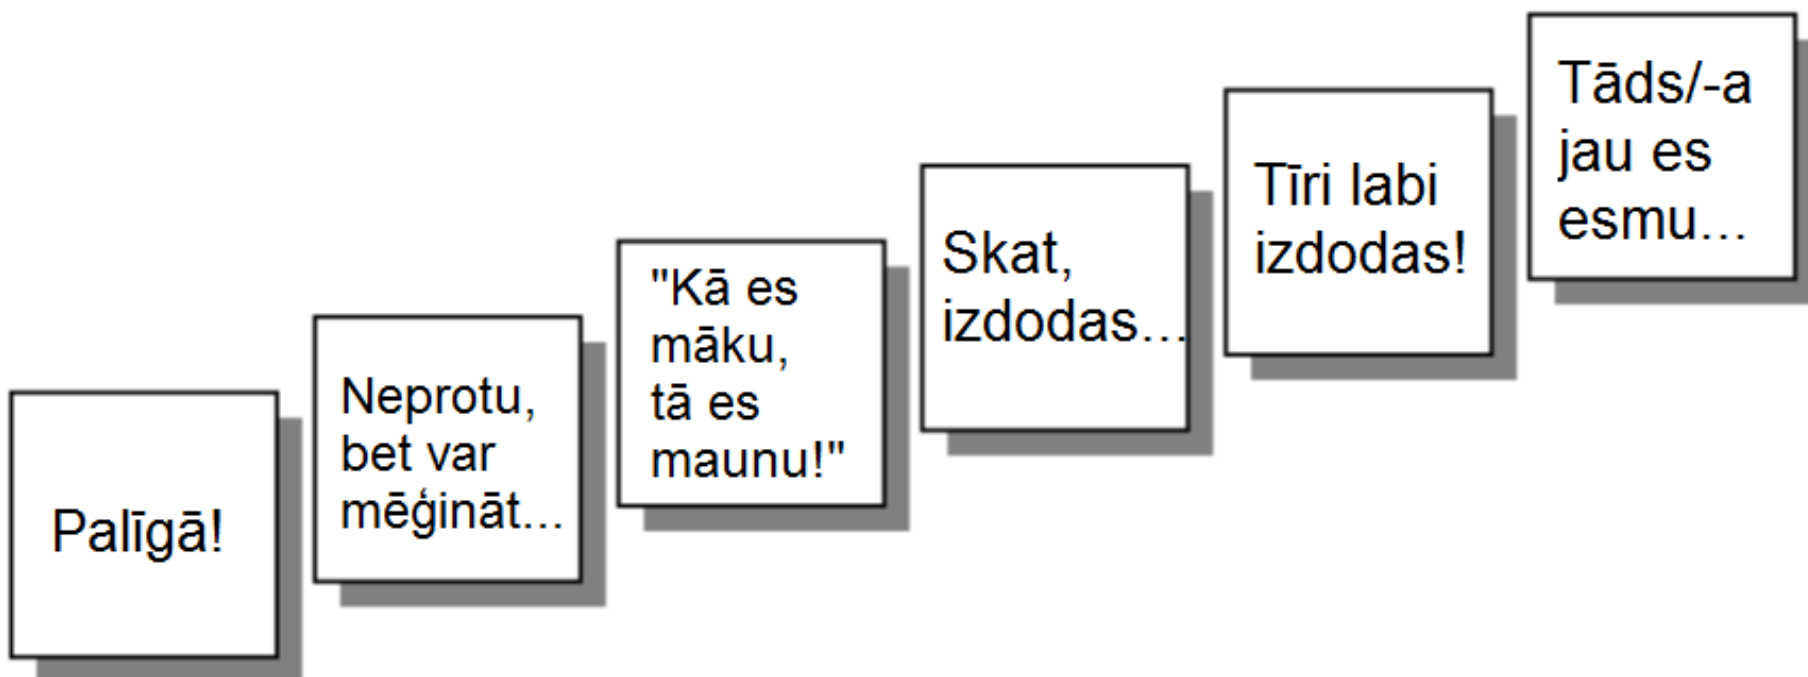 Palīgā!
Neprotu,
bet var
mēģināt...
"Kā es
māku,
tā es
maunu!"
Skat,
izdodas...
Tīri labi
izdodas!
Tāds/-a
jau es
esmu...